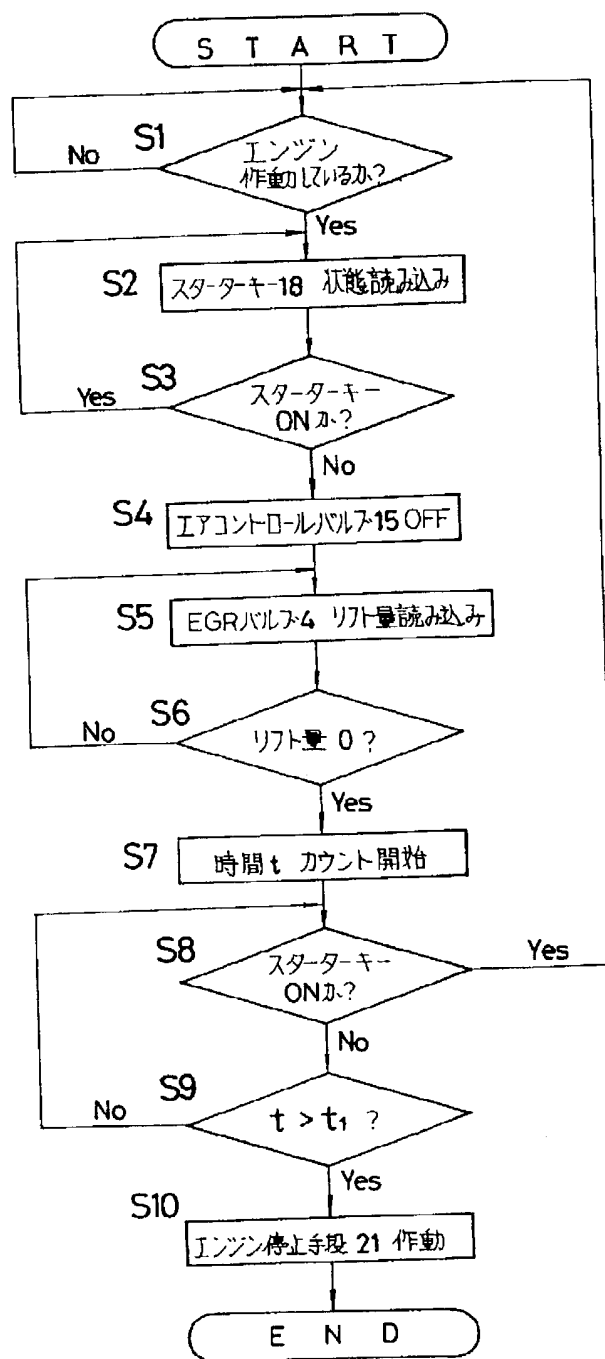 START
S1
エンジン
作動しているか?
No
Yes
S2
スターターキー18 状態読み込み
S3
スターターキー
ONか?
Yes
No
S4
エアコントロールバルブ15 OFF
S5
EGRバルブ4 リフト量読み込み
S6
リフト量 0 ?
No
Yes
S7
時間t カウント開始
S8
スターターキー
ONか?
Yes
No
S9
t > t₁ ?
No
Yes
S10
エンジン停止手段 21 作動
END